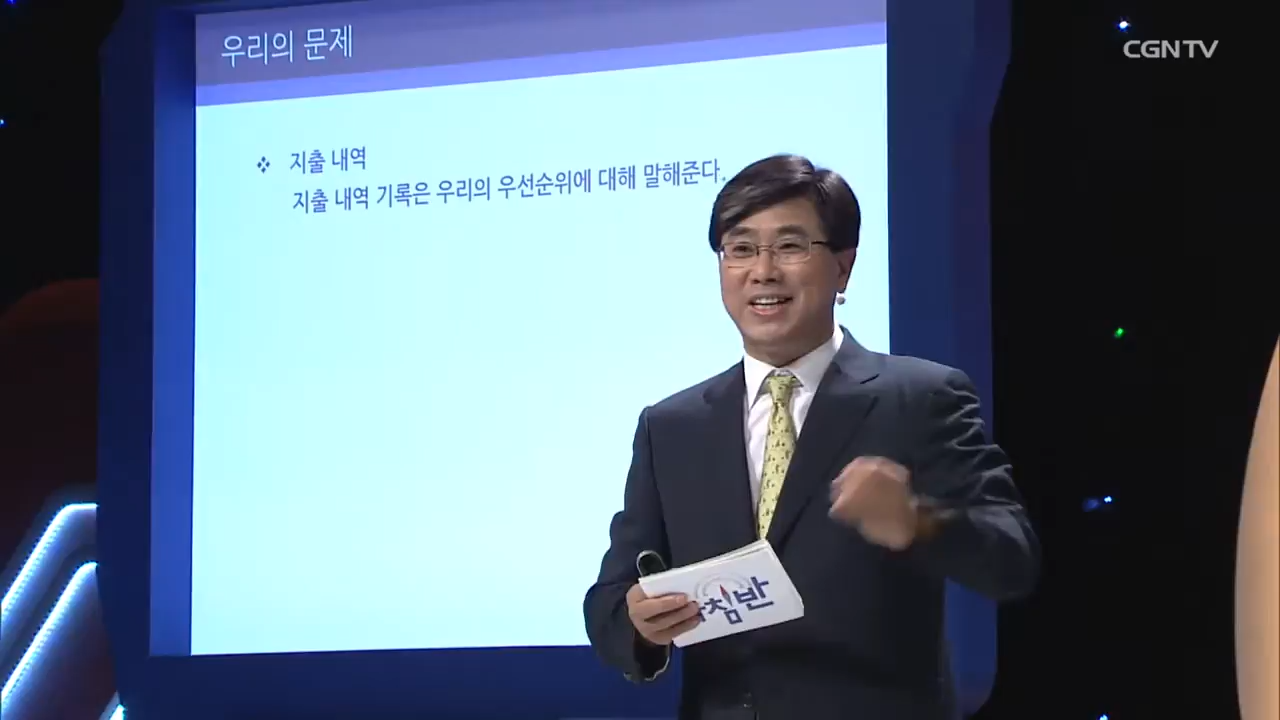 우리의 문제
CGNTV
❖ 지출 내역
지출 내역 기록은 우리의 우선순위에 대해 말해준다.
침반